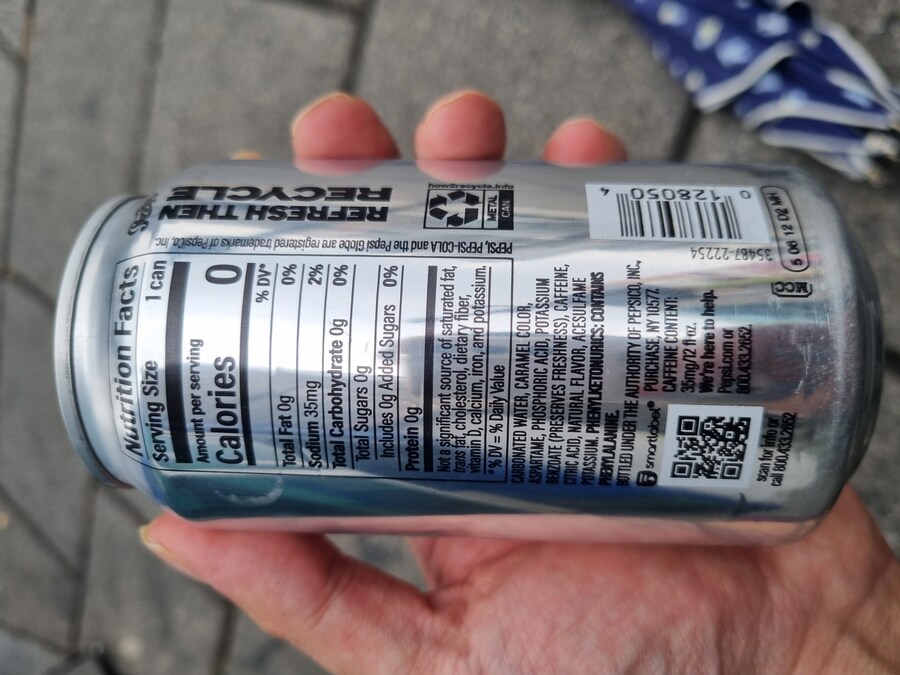 Nutrition Facts
Serving Size 1 can
Amount per serving
Calories 0
% DV*
Total Fat 0g 0%
Sodium 35mg 2%
Total Carbohydrate 0g 0%
Total Sugars 0g
Includes 0g Added Sugars 0%
Protein 0g
Not a significant source of saturated fat,
trans fat, cholesterol, dietary fiber,
vitamin D, calcium, iron, and potassium.
*% DV = % Daily Value
CARBONATED WATER, CARAMEL COLOR,
ASPARTAME, PHOSPHORIC ACID, POTASSIUM
BENZOATE (PRESERVES FRESHNESS), CAFFEINE,
CITRIC ACID, NATURAL FLAVOR, ACESULFAME
POTASSIUM. PHENYLKETONURICS: CONTAINS
PHENYLALANINE.
BOTTLED UNDER THE AUTHORITY OF PEPSICO, INC.,
PURCHASE, NY 10577.
CAFFEINE CONTENT:
35mg/12 fl oz.
We're here to help.
Pepsi.com or
800.433.2652.
smartlabel
scan for info or
call 800.433.2652
REFRESH THEN
RECYCLE
METAL
CAN
how2recycle.info
PEPSI, PEPSI-COLA and the Pepsi Globe are registered trademarks of PepsiCo, Inc.
0 128050 4
35487-22254
MCC